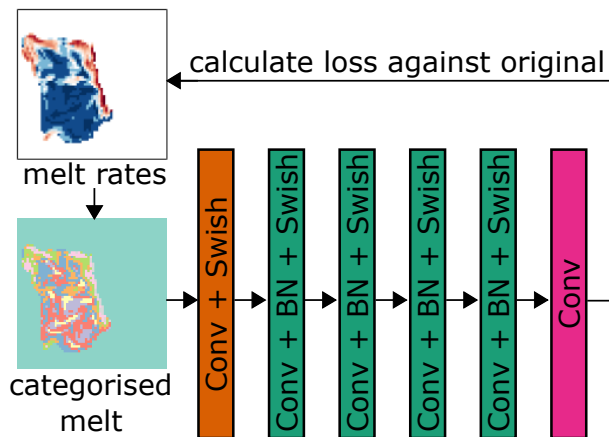 calculate loss against original
melt rates
categorised
melt
Conv + Swish
Conv + BN + Swish
Conv + BN + Swish
Conv + BN + Swish
Conv + BN + Swish
Conv